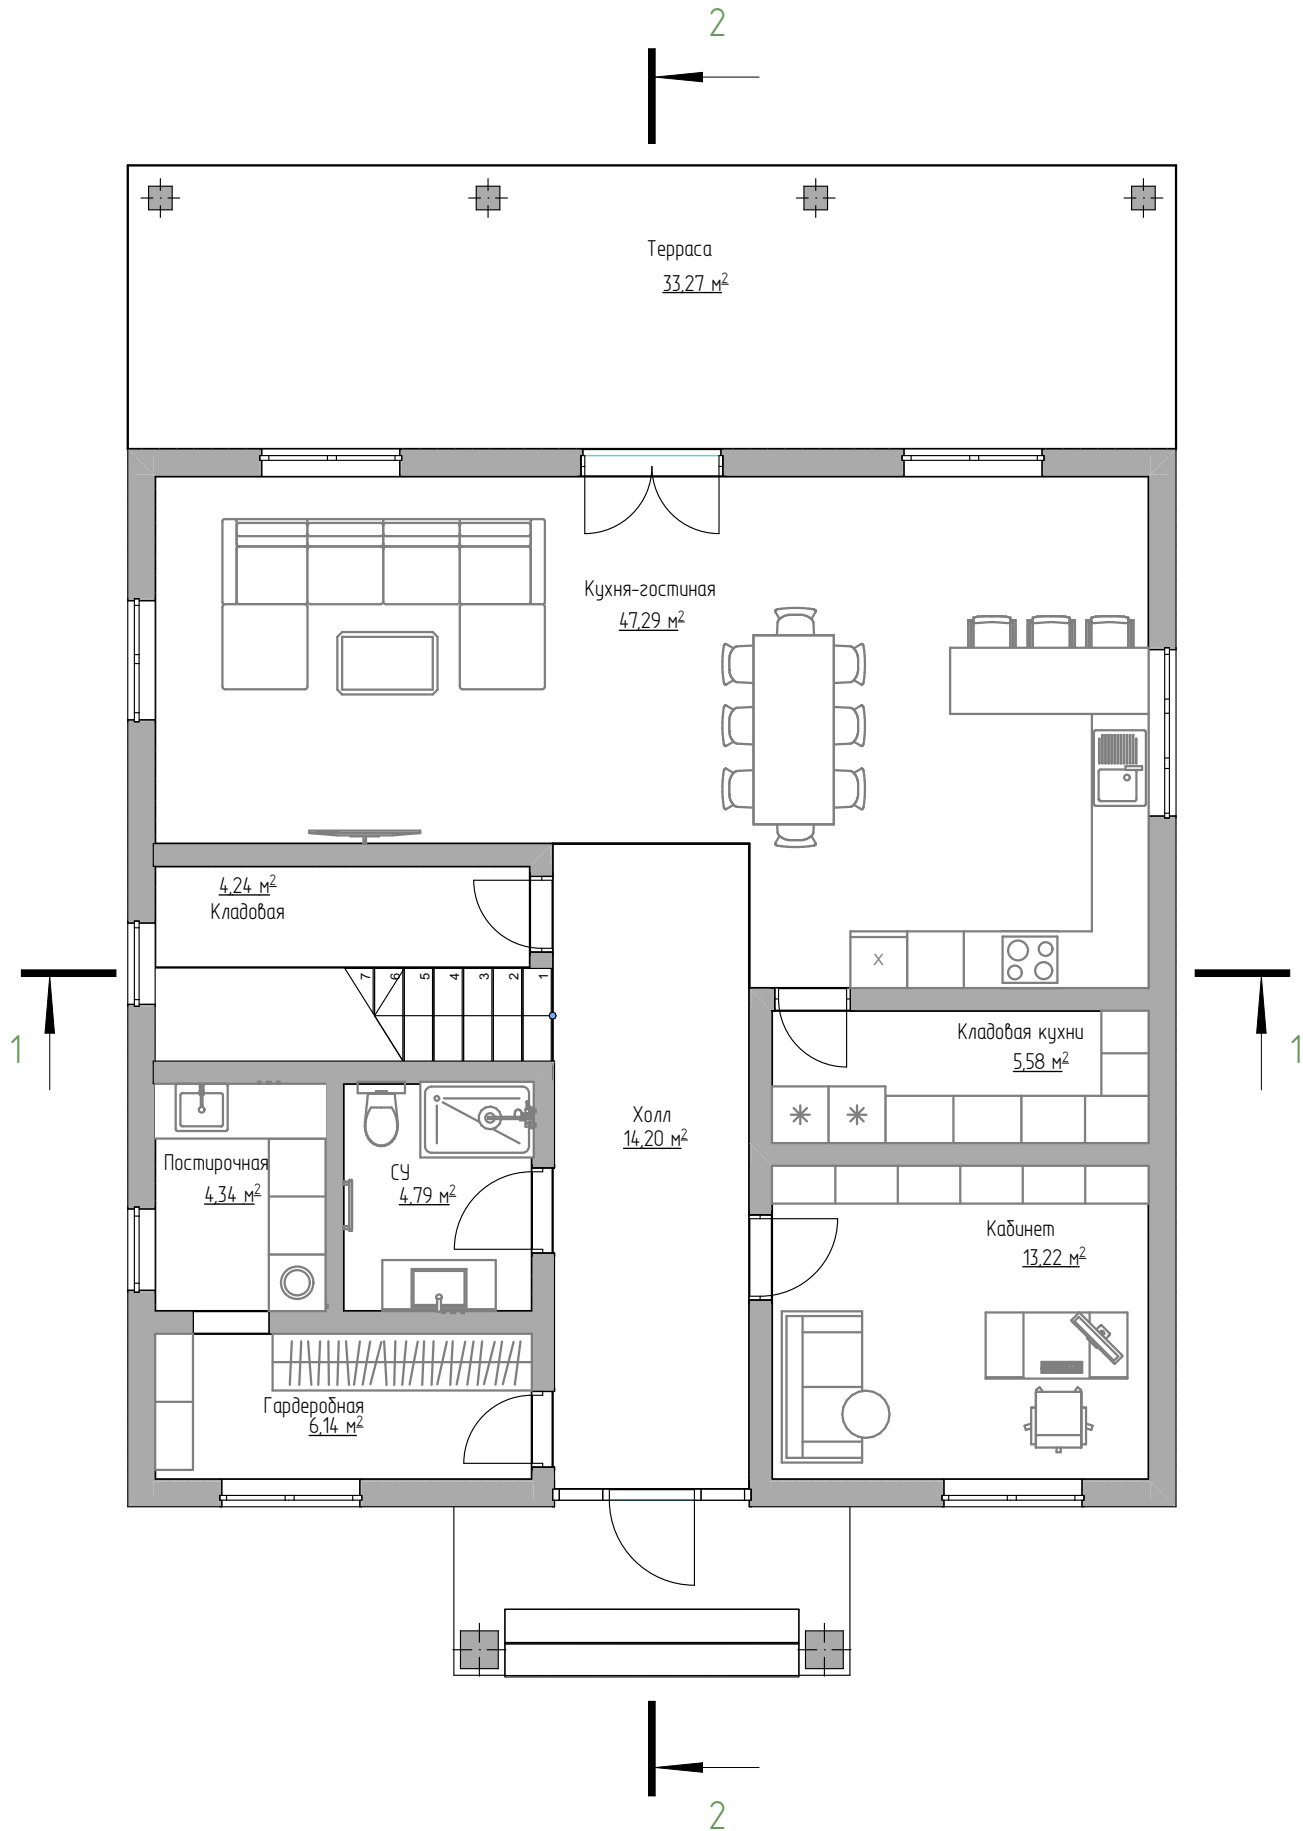 2
Терраса
33,27 м²
Кухня-гостиная
47,29 м²
4,24 м²
Кладовая
7 6 5 4 3 2 1
X
1
1
Кладовая кухни
5,58 м²
Холл
14,20 м²
Постирочная
4,34 м²
СУ
4,79 м²
Кабинет
13,22 м²
Гардеробная
6,14 м²
2